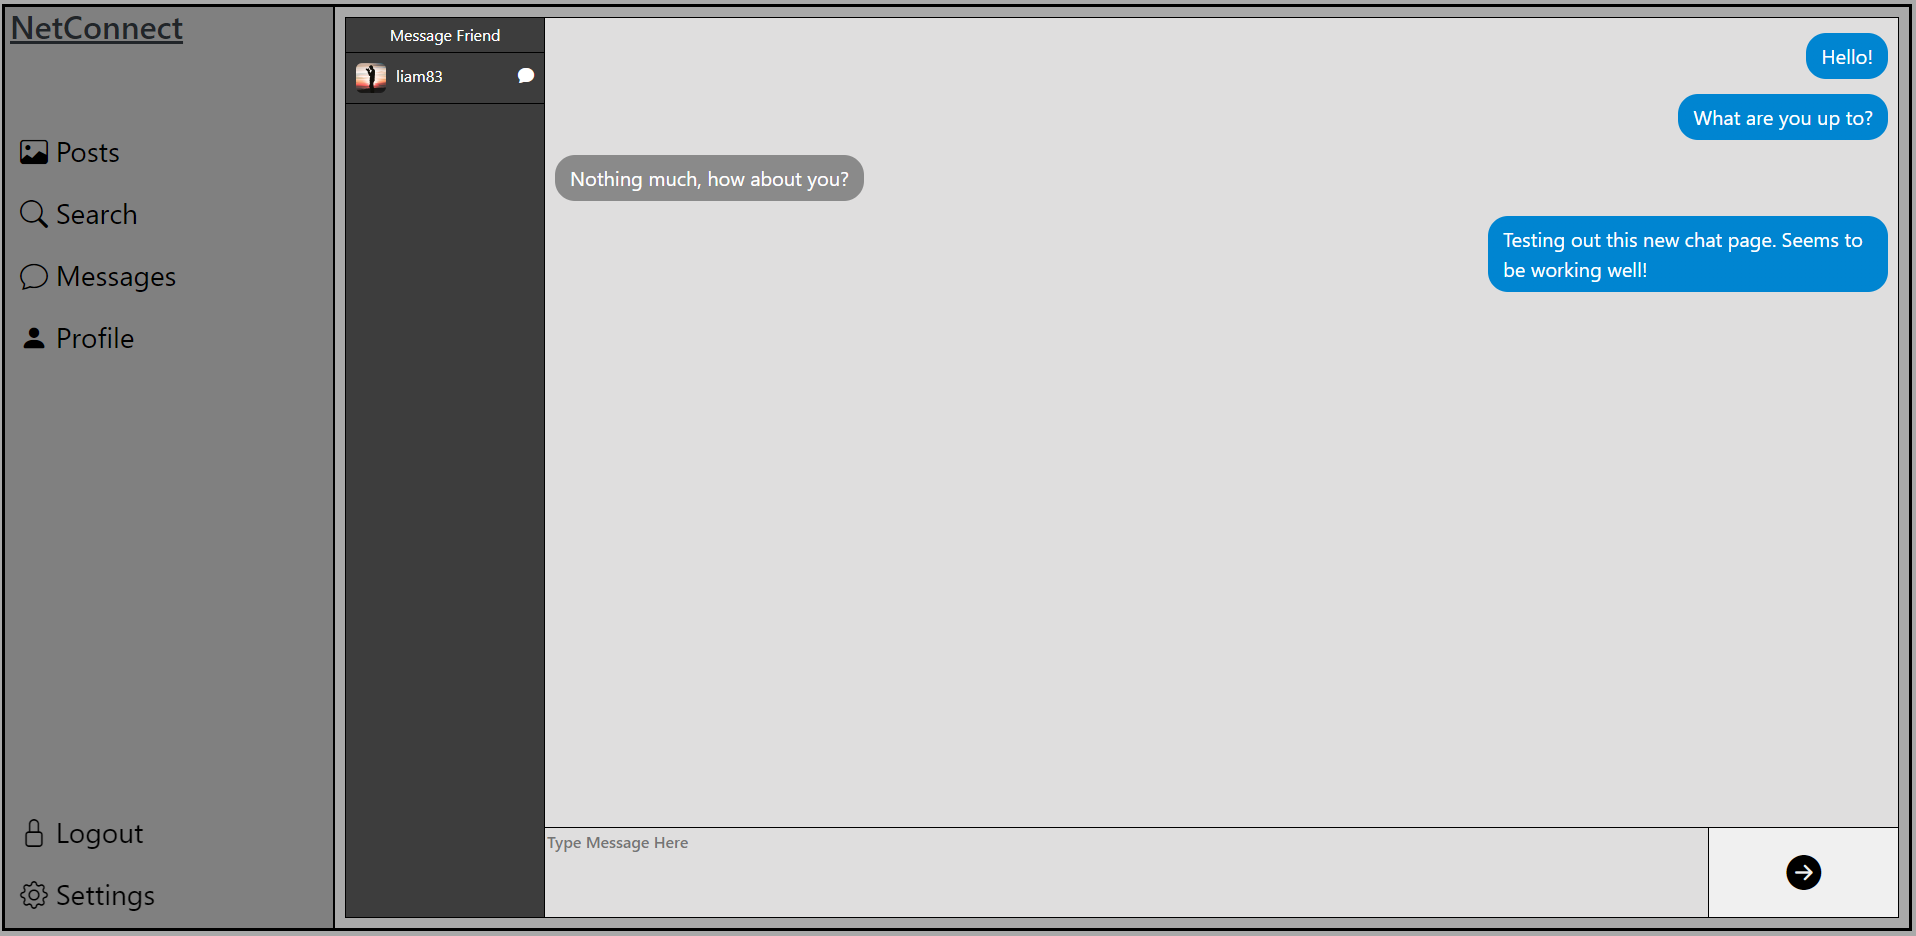 NetConnect
Posts
Search
Messages
Profile
Logout
Settings
Message Friend
liam83
Hello!
What are you up to?
Nothing much, how about you?
Testing out this new chat page. Seems to
be working well!
Type Message Here